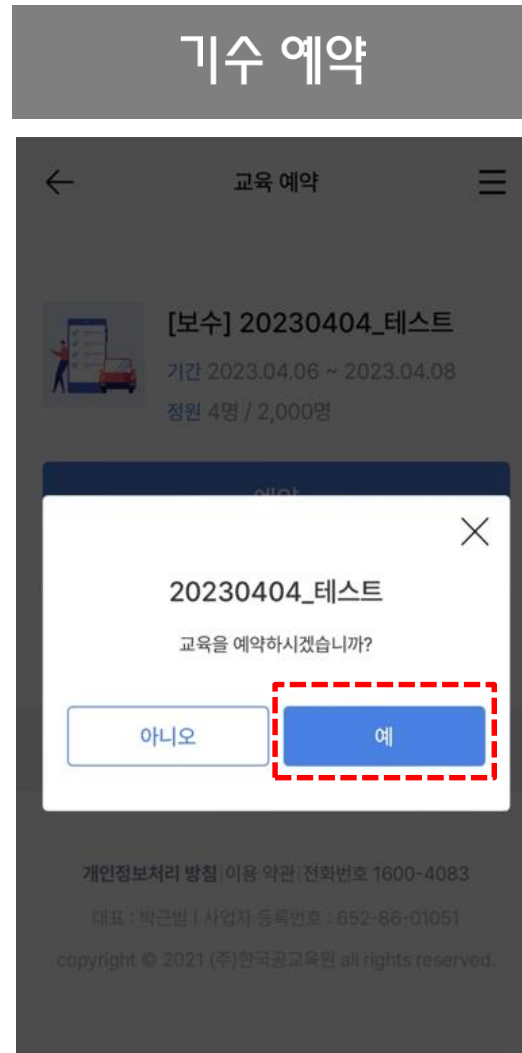 기수 예약
교육 예약
[보수] 20230404_테스트
기간 2023.04.06 ~ 2023.04.08
정원 4명 / 2,000명
20230404_테스트
교육을 예약하시겠습니까?
아니오
예
개인정보처리 방침 | 이용 약관 | 전화번호 1600-4083
대표 : 박근범 | 사업자 등록번호 : 652-86-01051
copyright © 2021 (주)한국공교육원 all rights reserved.